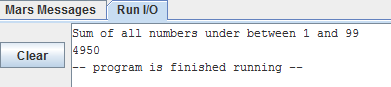 Mars Messages Run I/O
Clear
Sum of all numbers under between 1 and 99
4950
-- program is finished running --